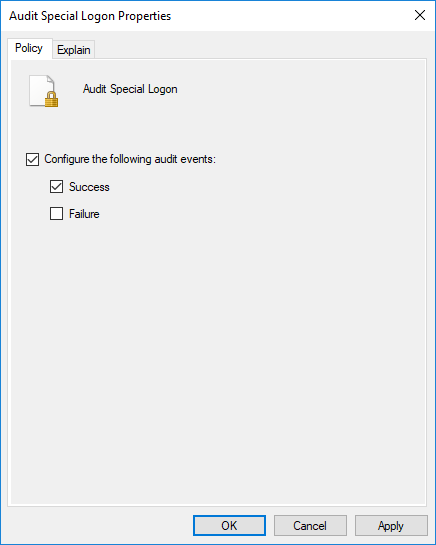 Audit Special Logon Properties
Policy
Explain
Audit Special Logon
Configure the following audit events:
Success
Failure
OK
Cancel
Apply